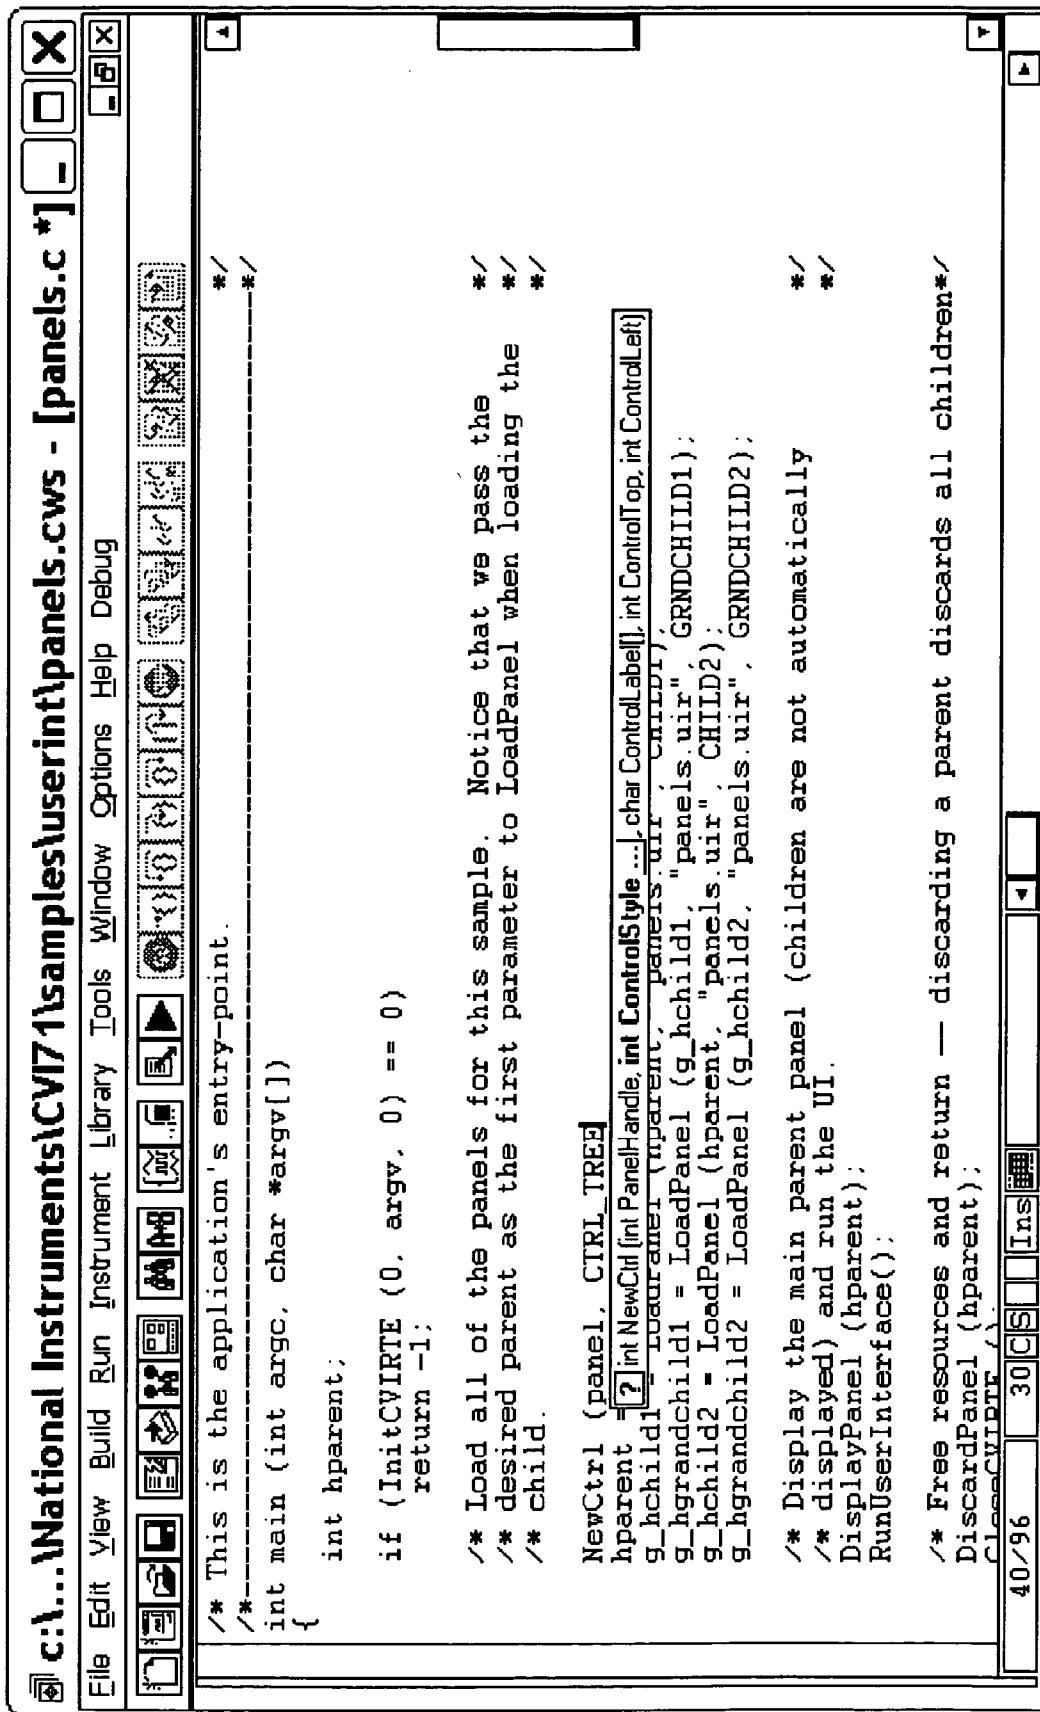 c:\...\National Instruments\CVI71\samples\userint\panels.cws - [panels.c *]
File Edit View Build Run Instrument Library Tools Window Options Help Debug
/* This is the application's entry-point. */
/*----------------------------------------------------------------------------*/
int main (int argc, char *argv[])
{
int hparent;
if (InitCVIRTE (0, argv, 0) == 0)
return -1;
/* Load all of the panels for this sample. Notice that we pass the */
/* desired parent as the first parameter to LoadPanel when loading the */
/* child. */
NewCtrl (panel, CTRL_TREE
hparent =
? int NewCtrl (int PanelHandle, int ControlStyle ..., char ControlLabel[], int ControlTop, int ControlLeft)
g_hchild1 = LoadPanel (hparent, "panels.uir", CHILD1);
g_hgrandchild1 = LoadPanel (g_hchild1, "panels.uir", GRNDCHILD1);
g_hchild2 = LoadPanel (hparent, "panels.uir", CHILD2);
g_hgrandchild2 = LoadPanel (g_hchild2, "panels.uir", GRNDCHILD2);
/* Display the main parent panel (children are not automatically */
/* displayed) and run the UI. */
DisplayPanel (hparent);
RunUserInterface();
/* Free resources and return -- discarding a parent discards all children*/
DiscardPanel (hparent);
CloseCVIRTE ();
40/96 30 C S Ins